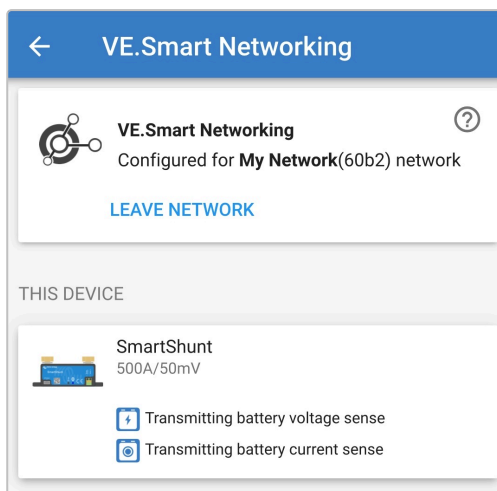 VE.Smart Networking
VE.Smart Networking
Configured for My Network(60b2) network
LEAVE NETWORK
THIS DEVICE
SmartShunt
500A/50mV
Transmitting battery voltage sense
Transmitting battery current sense